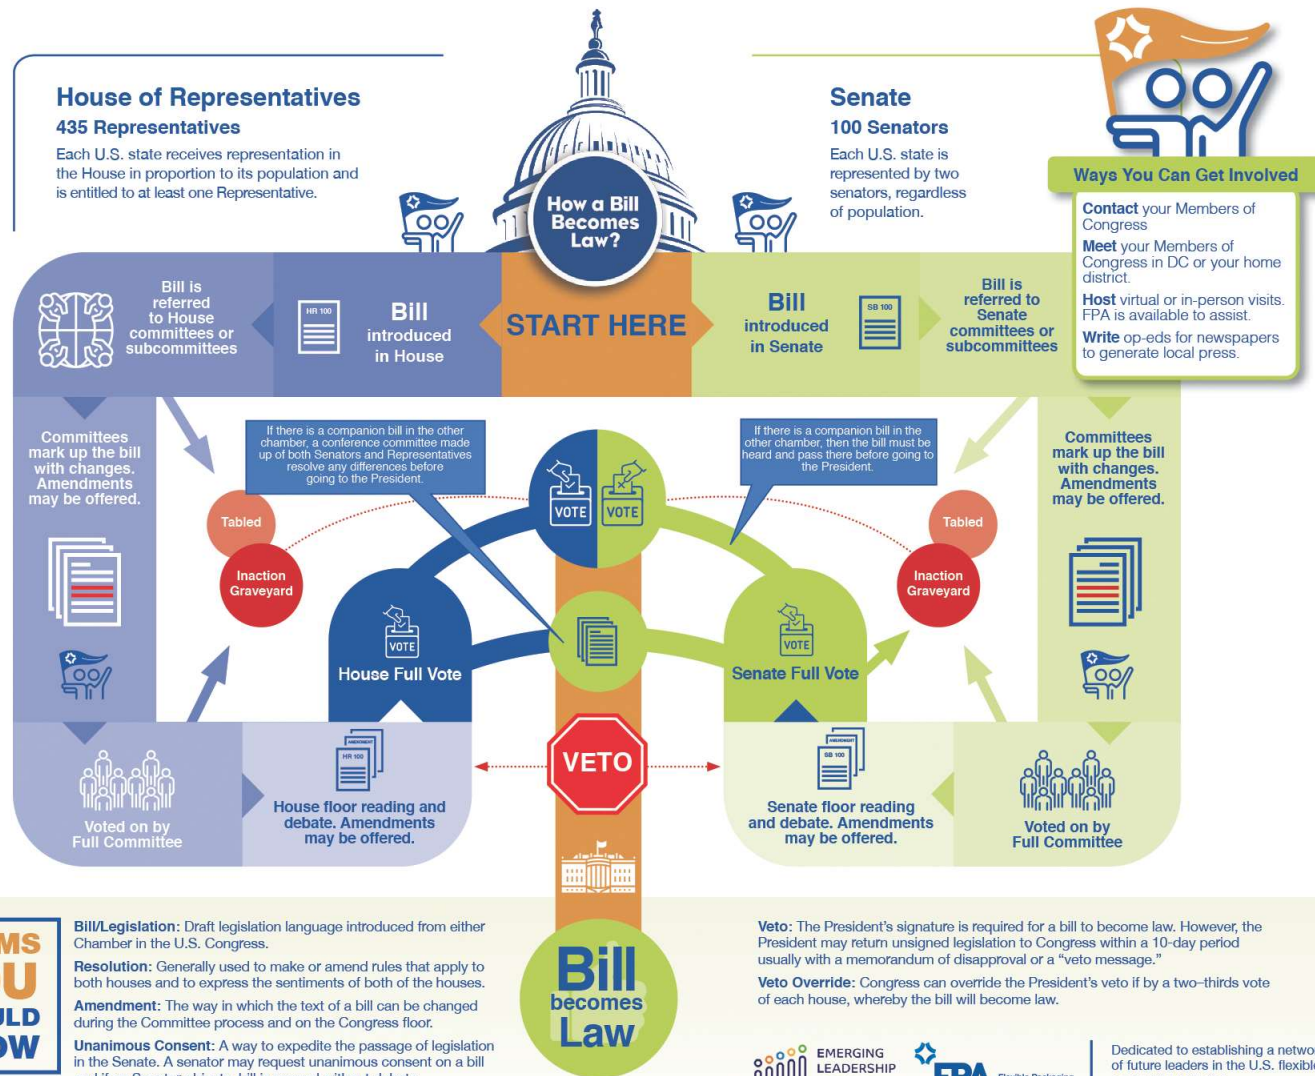 House of Representatives
435 Representatives
Each U.S. state receives representation in
the House in proportion to its population and
is entitled to at least one Representative.
How a Bill
Becomes
Law?
Senate
100 Senators
Each U.S. state is
represented by two
senators, regardless
of population.
Ways You Can Get Involved
Contact your Members of
Congress
Meet your Members of
Congress in DC or your home
district.
Host virtual or in-person visits.
FPA is available to assist.
Write op-eds for newspapers
to generate local press.
START HERE
HR 100
Bill
introduced
in House
Bill is
referred
to House
committees or
subcommittees
Bill
introduced
in Senate
SB 100
Bill is
referred to
Senate
committees or
subcommittees
Committees
mark up the bill
with changes.
Amendments
may be offered.
Tabled
Inaction
Graveyard
If there is a companion bill in the other
chamber, a conference committee made
up of both Senators and Representatives
resolve any differences before
going to the President.
VOTE
VOTE
If there is a companion bill in the
other chamber, then the bill must be
heard and pass there before going to
the President.
Tabled
Inaction
Graveyard
Committees
mark up the bill
with changes.
Amendments
may be offered.
VOTE
House Full Vote
VOTE
Senate Full Vote
Voted on by
Full Committee
AMENDMENT
HR 100
House floor reading and
debate. Amendments
may be offered.
VETO
AMENDMENT
SB 100
Senate floor reading
and debate. Amendments
may be offered.
Voted on by
Full Committee
Bill
becomes
Law
MS
U
LD
OW
Bill/Legislation: Draft legislation language introduced from either
Chamber in the U.S. Congress.
Resolution: Generally used to make or amend rules that apply to
both houses and to express the sentiments of both of the houses.
Amendment: The way in which the text of a bill can be changed
during the Committee process and on the Congress floor.
Unanimous Consent: A way to expedite the passage of legislation
in the Senate. A senator may request unanimous consent on a bill
Veto: The President's signature is required for a bill to become law. However, the
President may return unsigned legislation to Congress within a 10-day period
usually with a memorandum of disapproval or a “veto message.”
Veto Override: Congress can override the President's veto if by a two–thirds vote
of each house, whereby the bill will become law.
EMERGING
LEADERSHIP
FPA
Flexible Packaging
Dedicated to establishing a networ
of future leaders in the U.S. flexible